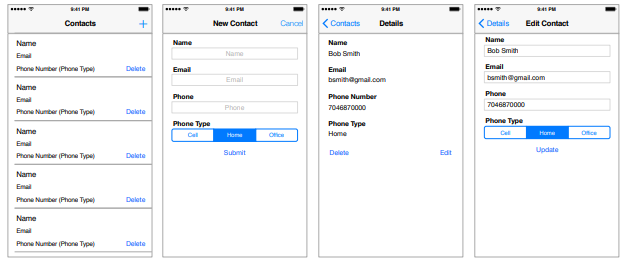 9:41 PM
Contacts +
Name
Email
Phone Number (Phone Type) Delete
Name
Email
Phone Number (Phone Type) Delete
Name
Email
Phone Number (Phone Type) Delete
Name
Email
Phone Number (Phone Type) Delete
Name
Email
Phone Number (Phone Type) Delete
9:41 PM
New Contact Cancel
Name
Name
Email
Email
Phone
Phone
Phone Type
Cell Home Office
Submit
9:41 PM
Contacts Details
Name
Bob Smith
Email
bsmith@gmail.com
Phone Number
7046870000
Phone Type
Home
Delete Edit
9:41 PM
Details Edit Contact
Name
Bob Smith
Email
bsmith@gmail.com
Phone
7046870000
Phone Type
Cell Home Office
Update